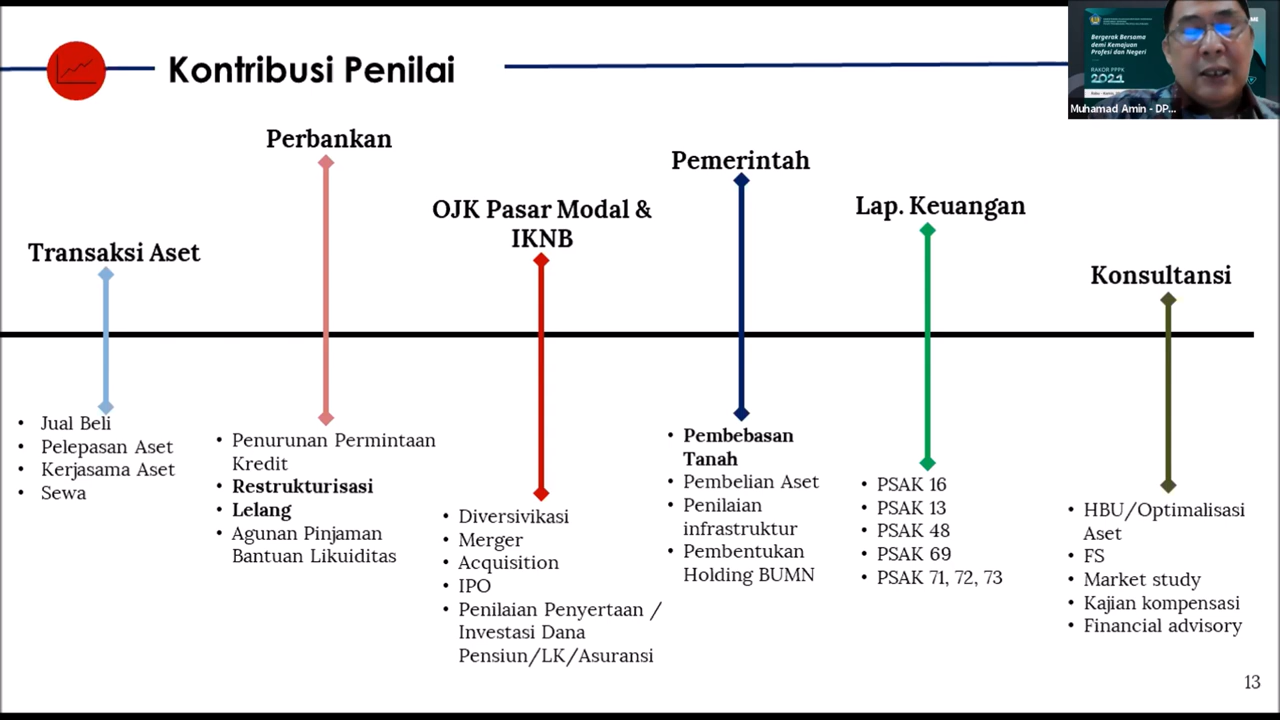 Kontribusi Penilai
Bergerak Bersama
demi Kemajuan
Profesi dan Negeri
RAKOR PPPK
2021
Muhamad Amin - DP...
Transaksi Aset
• Jual Beli
• Pelepasan Aset
• Kerjasama Aset
• Sewa
Perbankan
• Penurunan Permintaan
Kredit
• Restrukturisasi
• Lelang
• Agunan Pinjaman
Bantuan Likuiditas
OJK Pasar Modal &
IKNB
• Diversivikasi
• Merger
• Acquisition
• IPO
• Penilaian Penyertaan /
Investasi Dana
Pensiun/LK/Asuransi
Pemerintah
• Pembebasan
Tanah
• Pembelian Aset
• Penilaian
infrastruktur
• Pembentukan
Holding BUMN
Lap. Keuangan
• PSAK 16
• PSAK 13
• PSAK 48
• PSAK 69
• PSAK 71, 72, 73
Konsultansi
• HBU/Optimalisasi
Aset
• FS
• Market study
• Kajian kompensasi
• Financial advisory
13